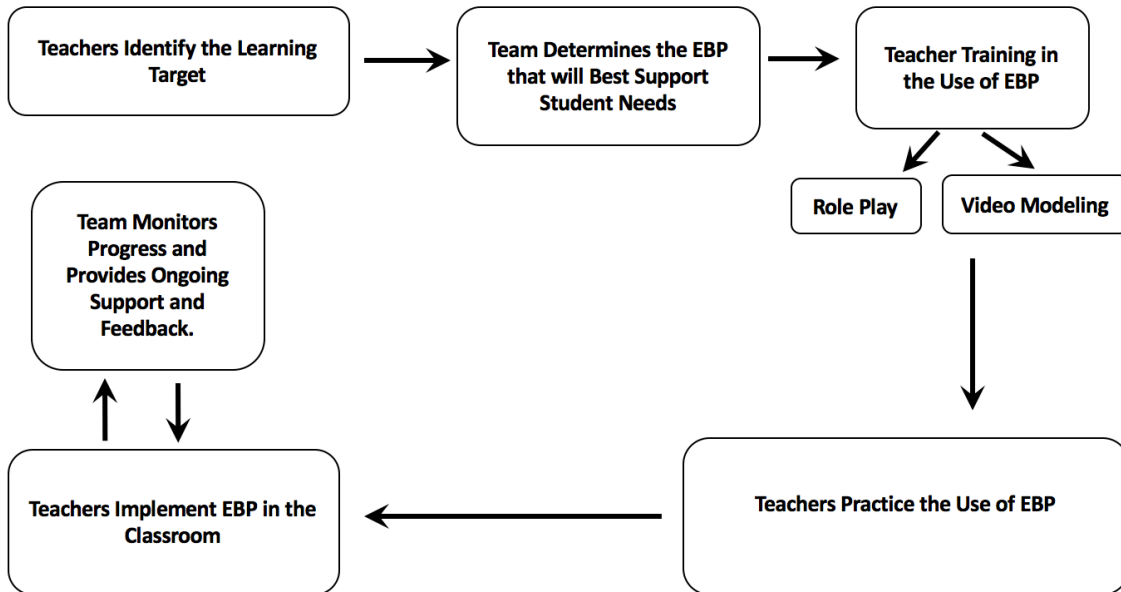 Teachers Identify the Learning
Target
Team Determines the EBP
that will Best Support
Student Needs
Teacher Training in
the Use of EBP
Role Play
Video Modeling
Team Monitors
Progress and
Provides Ongoing
Support and
Feedback.
Teachers Practice the Use of EBP
Teachers Implement EBP in the
Classroom